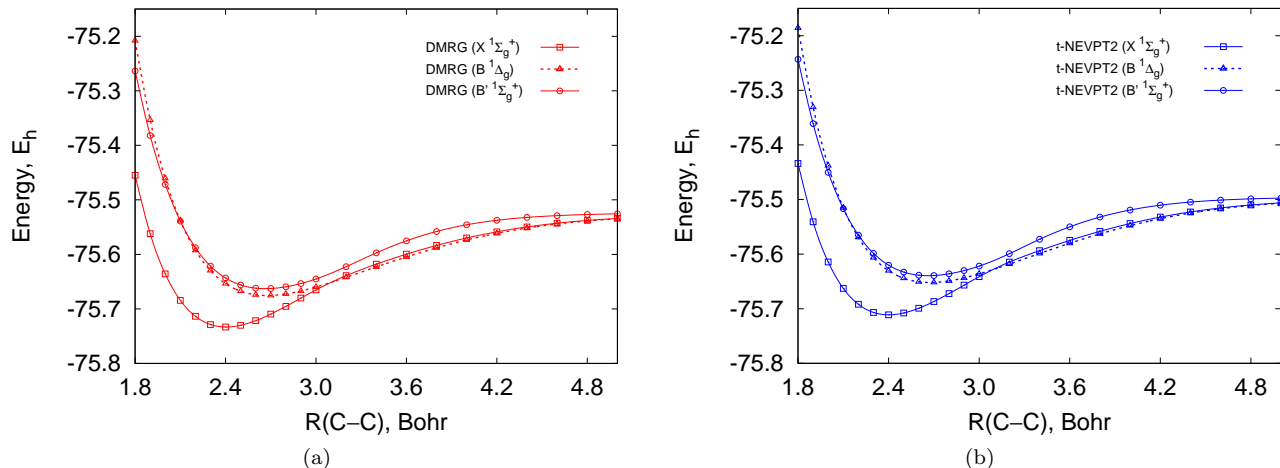 -75.2
-75.3
-75.4
-75.5
-75.6
-75.7
-75.8
Energy, E_h
DMRG (X ¹Σ_g⁺)
DMRG (B ¹Δ_g)
DMRG (B' ¹Σ_g⁺)
1.8 2.4 3.0 3.6 4.2 4.8
R(C−C), Bohr
(a)
-75.2
-75.3
-75.4
-75.5
-75.6
-75.7
-75.8
Energy, E_h
t-NEVPT2 (X ¹Σ_g⁺)
t-NEVPT2 (B ¹Δ_g)
t-NEVPT2 (B' ¹Σ_g⁺)
1.8 2.4 3.0 3.6 4.2 4.8
R(C−C), Bohr
(b)